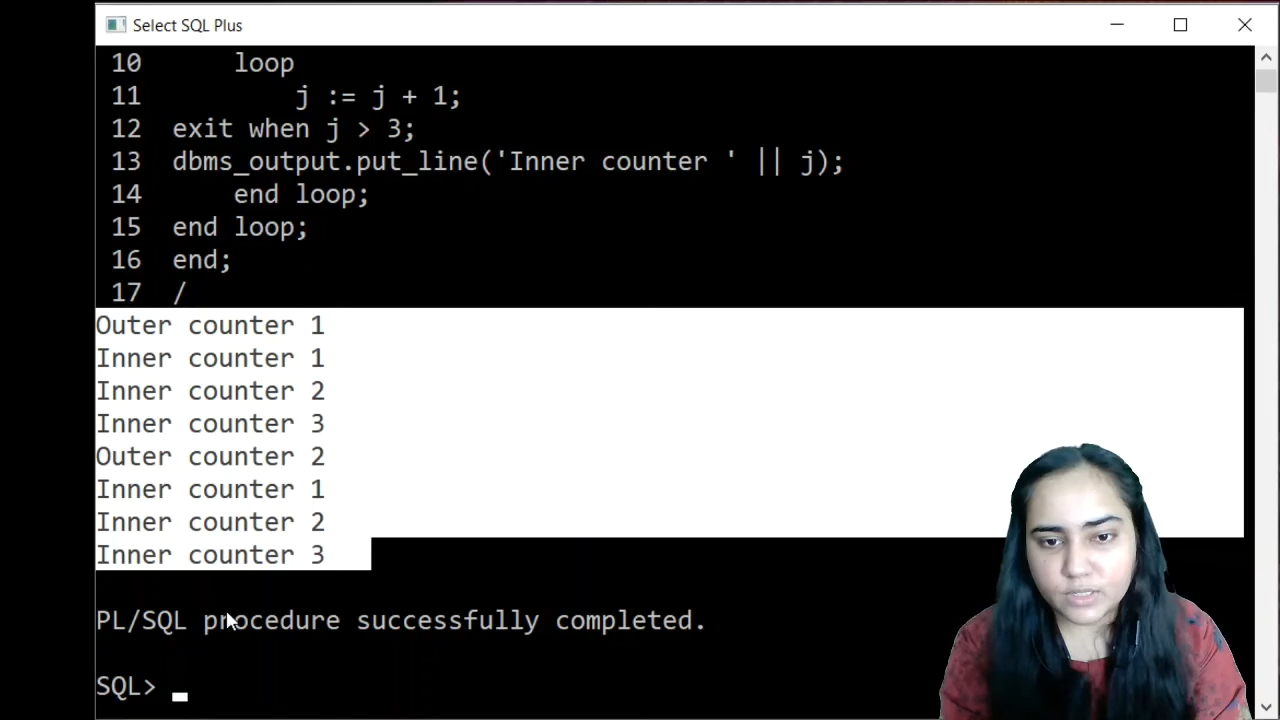 Select SQL Plus
10 loop
11 j := j + 1;
12 exit when j > 3;
13 dbms_output.put_line('Inner counter ' || j);
14 end loop;
15 end loop;
16 end;
17 /
Outer counter 1
Inner counter 1
Inner counter 2
Inner counter 3
Outer counter 2
Inner counter 1
Inner counter 2
Inner counter 3
PL/SQL procedure successfully completed.
SQL>